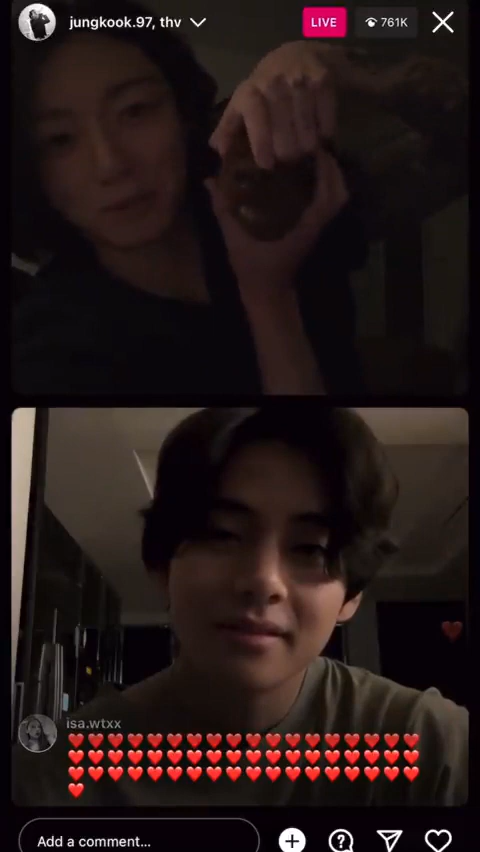 jungkook.97, thv
LIVE
761K
isa.wtxx
Add a comment...